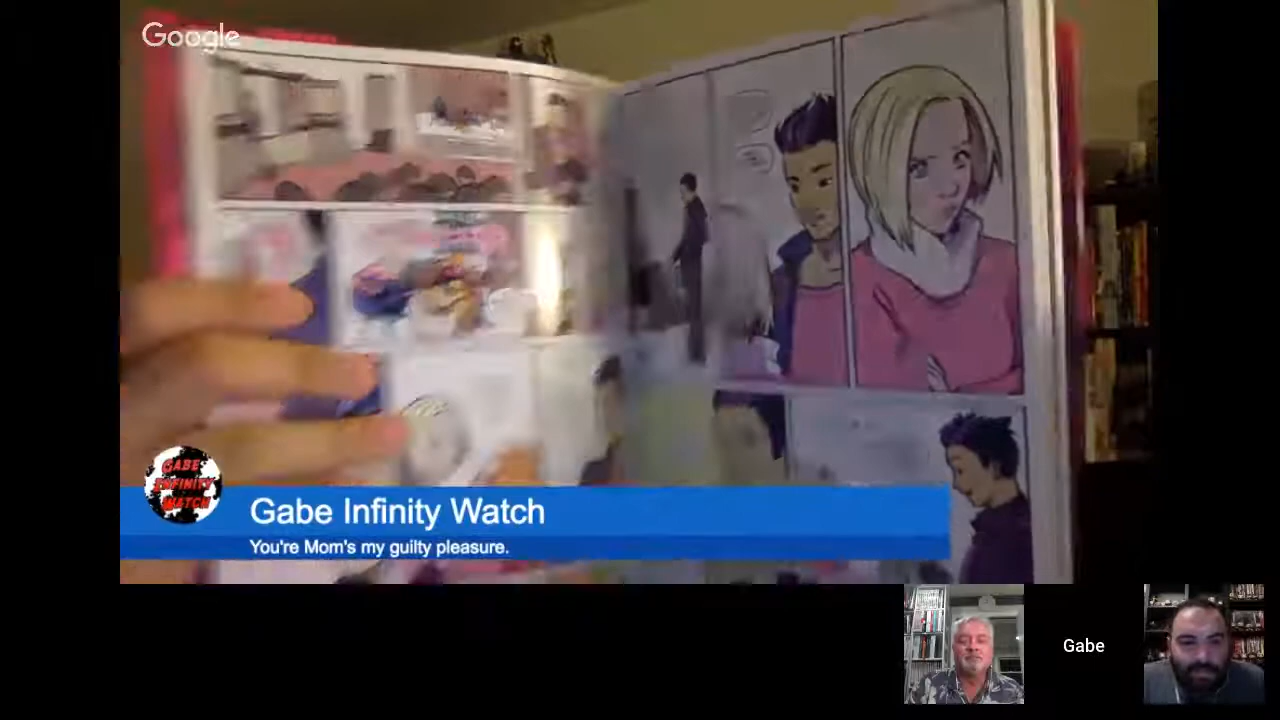 Google
GABE
INFINITY
WATCH
Gabe Infinity Watch
You're Mom's my guilty pleasure.
Gabe